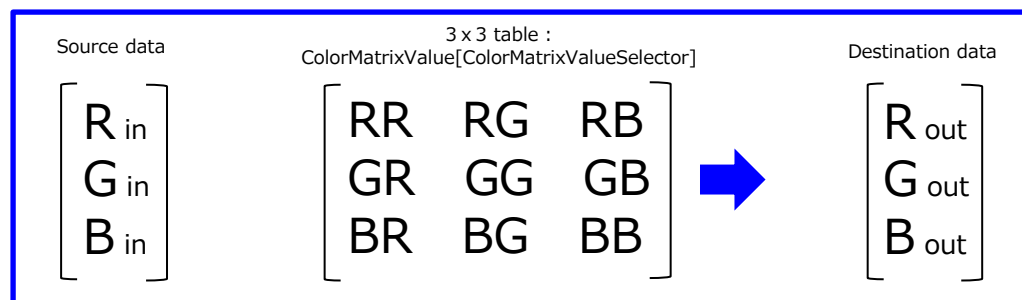 Source data
3 x 3 table :
ColorMatrixValue[ColorMatrixValueSelector]
Destination data
R in
G in
B in
RR RG RB
GR GG GB
BR BG BB
R out
G out
B out